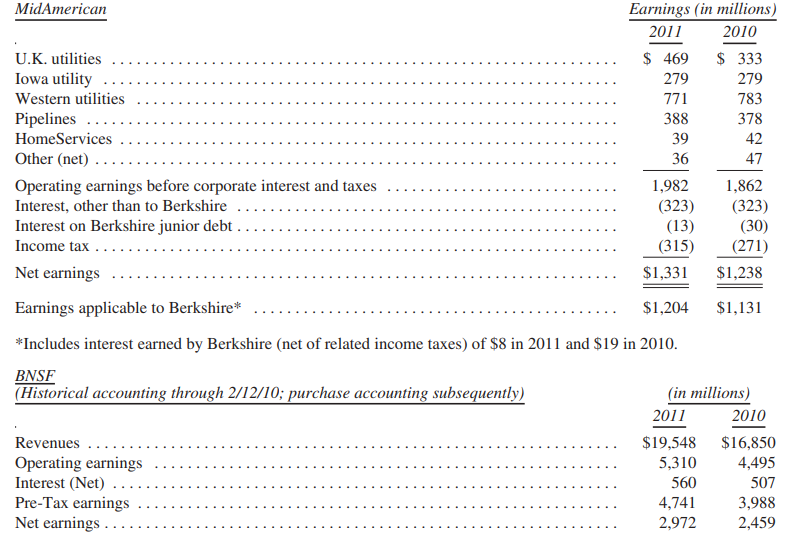 MidAmerican Earnings (in millions)
2011 2010
U.K. utilities . . . . . . . . . . . . . . . . . . . . . . . . . . . . . . . . . . . . . . . . . . . . . . . . . . . . . . . . . . . . . . $ 469 $ 333
Iowa utility . . . . . . . . . . . . . . . . . . . . . . . . . . . . . . . . . . . . . . . . . . . . . . . . . . . . . . . . . . . . . . . 279 279
Western utilities . . . . . . . . . . . . . . . . . . . . . . . . . . . . . . . . . . . . . . . . . . . . . . . . . . . . . . . . . . . 771 783
Pipelines . . . . . . . . . . . . . . . . . . . . . . . . . . . . . . . . . . . . . . . . . . . . . . . . . . . . . . . . . . . . . . . . . 388 378
HomeServices . . . . . . . . . . . . . . . . . . . . . . . . . . . . . . . . . . . . . . . . . . . . . . . . . . . . . . . . . . . . . 39 42
Other (net) . . . . . . . . . . . . . . . . . . . . . . . . . . . . . . . . . . . . . . . . . . . . . . . . . . . . . . . . . . . . . . . . 36 47
Operating earnings before corporate interest and taxes . . . . . . . . . . . . . . . . . . . . . . . . . . . . 1,982 1,862
Interest, other than to Berkshire . . . . . . . . . . . . . . . . . . . . . . . . . . . . . . . . . . . . . . . . . . . . . . . (323) (323)
Interest on Berkshire junior debt . . . . . . . . . . . . . . . . . . . . . . . . . . . . . . . . . . . . . . . . . . . . . . (13) (30)
Income tax . . . . . . . . . . . . . . . . . . . . . . . . . . . . . . . . . . . . . . . . . . . . . . . . . . . . . . . . . . . . . . . . (315) (271)
Net earnings . . . . . . . . . . . . . . . . . . . . . . . . . . . . . . . . . . . . . . . . . . . . . . . . . . . . . . . . . . . . . . $1,331 $1,238
Earnings applicable to Berkshire* . . . . . . . . . . . . . . . . . . . . . . . . . . . . . . . . . . . . . . . . . . . . . $1,204 $1,131
*Includes interest earned by Berkshire (net of related income taxes) of $8 in 2011 and $19 in 2010.
BNSF
(Historical accounting through 2/12/10; purchase accounting subsequently) (in millions)
2011 2010
Revenues . . . . . . . . . . . . . . . . . . . . . . . . . . . . . . . . . . . . . . . . . . . . . . . . . . . . . . . . . . . . . . . . . $19,548 $16,850
Operating earnings . . . . . . . . . . . . . . . . . . . . . . . . . . . . . . . . . . . . . . . . . . . . . . . . . . . . . . . . . 5,310 4,495
Interest (Net) . . . . . . . . . . . . . . . . . . . . . . . . . . . . . . . . . . . . . . . . . . . . . . . . . . . . . . . . . . . . . . 560 507
Pre-Tax earnings . . . . . . . . . . . . . . . . . . . . . . . . . . . . . . . . . . . . . . . . . . . . . . . . . . . . . . . . . . . 4,741 3,988
Net earnings . . . . . . . . . . . . . . . . . . . . . . . . . . . . . . . . . . . . . . . . . . . . . . . . . . . . . . . . . . . . . . . 2,972 2,459